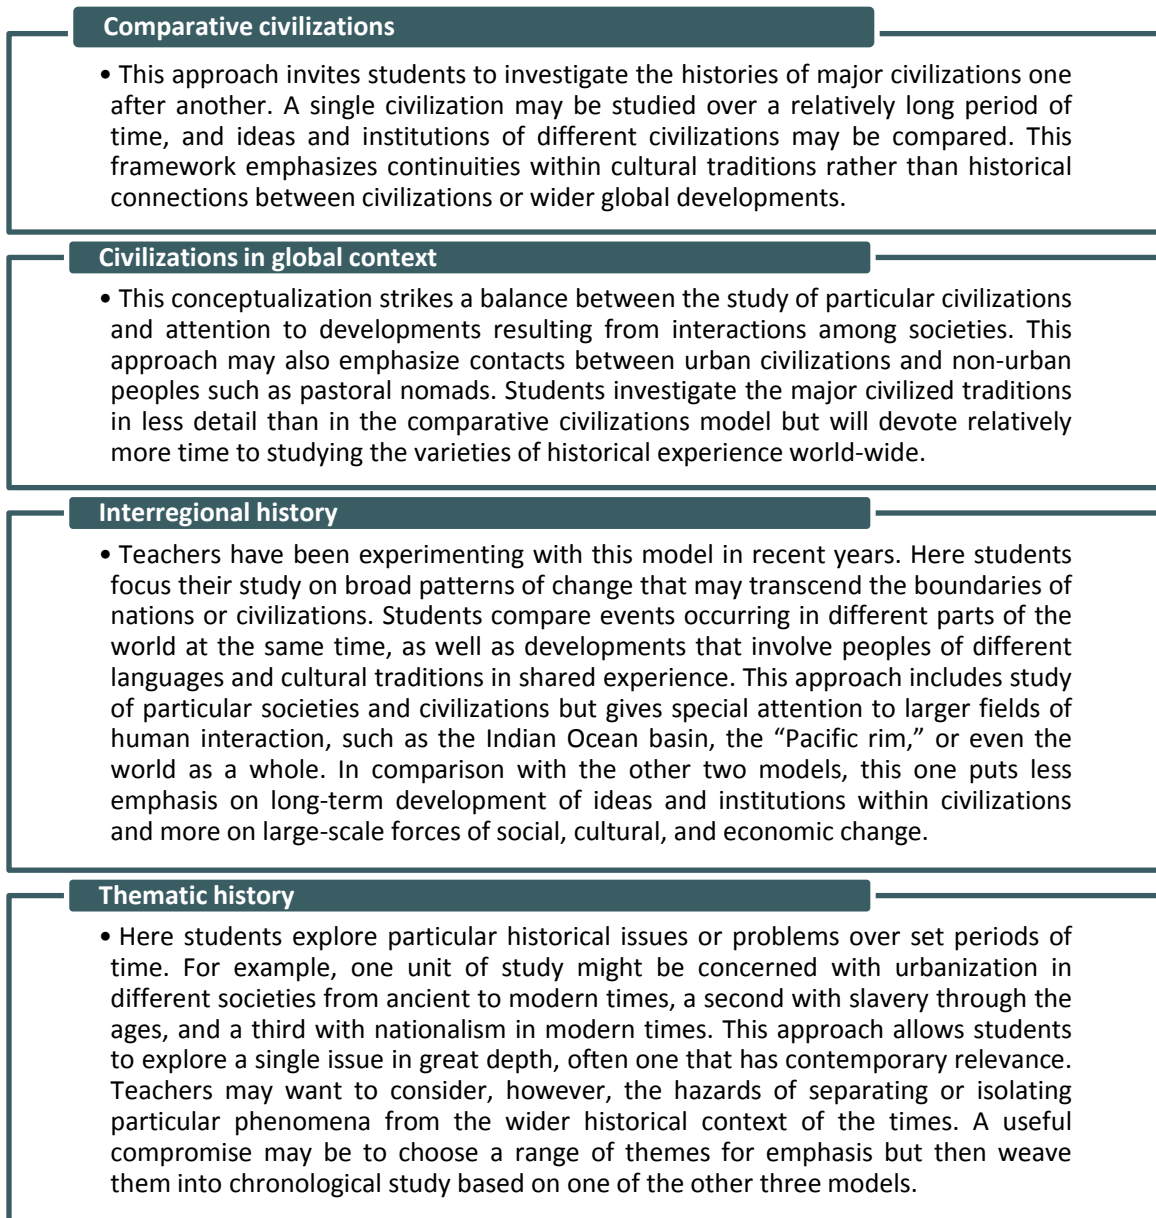 Comparative civilizations
• This approach invites students to investigate the histories of major civilizations one
after another. A single civilization may be studied over a relatively long period of
time, and ideas and institutions of different civilizations may be compared. This
framework emphasizes continuities within cultural traditions rather than historical
connections between civilizations or wider global developments.
Civilizations in global context
• This conceptualization strikes a balance between the study of particular civilizations
and attention to developments resulting from interactions among societies. This
approach may also emphasize contacts between urban civilizations and non-urban
peoples such as pastoral nomads. Students investigate the major civilized traditions
in less detail than in the comparative civilizations model but will devote relatively
more time to studying the varieties of historical experience world-wide.
Interregional history
• Teachers have been experimenting with this model in recent years. Here students
focus their study on broad patterns of change that may transcend the boundaries of
nations or civilizations. Students compare events occurring in different parts of the
world at the same time, as well as developments that involve peoples of different
languages and cultural traditions in shared experience. This approach includes study
of particular societies and civilizations but gives special attention to larger fields of
human interaction, such as the Indian Ocean basin, the “Pacific rim,” or even the
world as a whole. In comparison with the other two models, this one puts less
emphasis on long-term development of ideas and institutions within civilizations
and more on large-scale forces of social, cultural, and economic change.
Thematic history
• Here students explore particular historical issues or problems over set periods of
time. For example, one unit of study might be concerned with urbanization in
different societies from ancient to modern times, a second with slavery through the
ages, and a third with nationalism in modern times. This approach allows students
to explore a single issue in great depth, often one that has contemporary relevance.
Teachers may want to consider, however, the hazards of separating or isolating
particular phenomena from the wider historical context of the times. A useful
compromise may be to choose a range of themes for emphasis but then weave
them into chronological study based on one of the other three models.